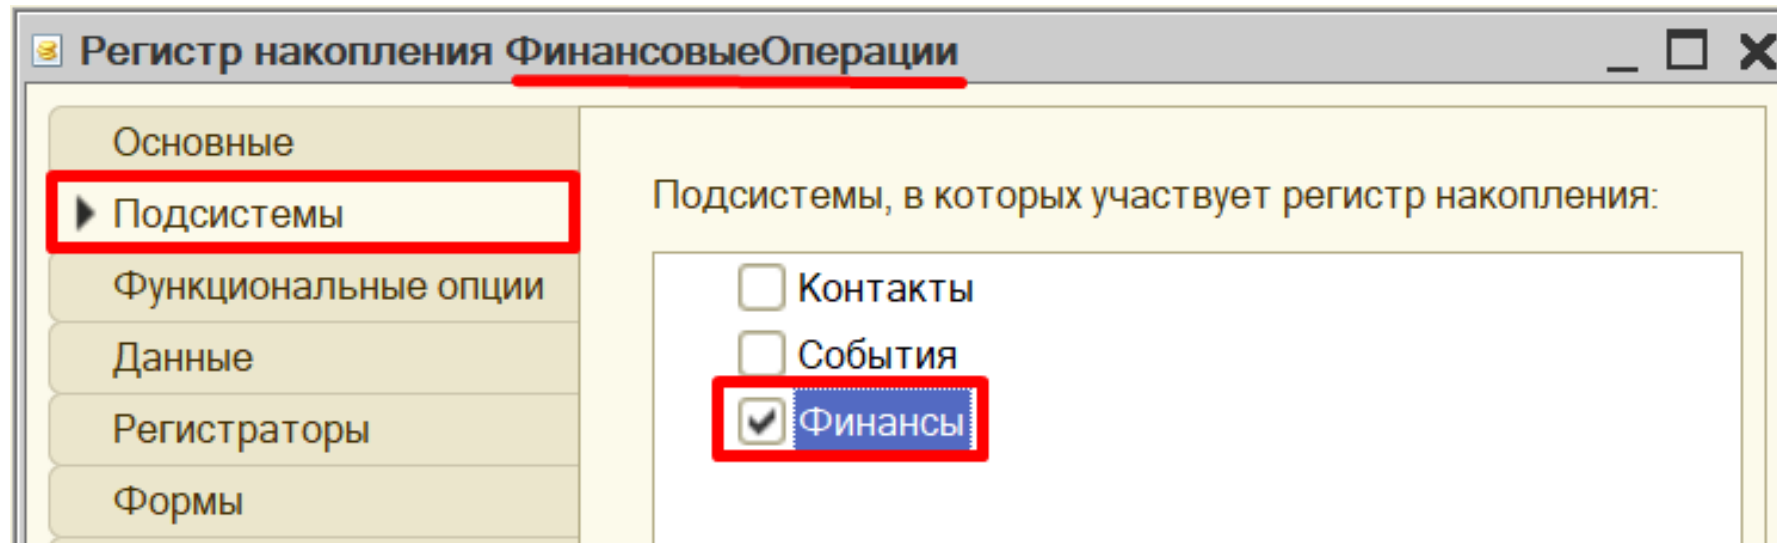 Регистр накопления ФинансовыеОперации
Основные
Подсистемы
Функциональные опции
Данные
Регистраторы
Формы
Подсистемы, в которых участвует регистр накопления:
Контакты
События
Финансы